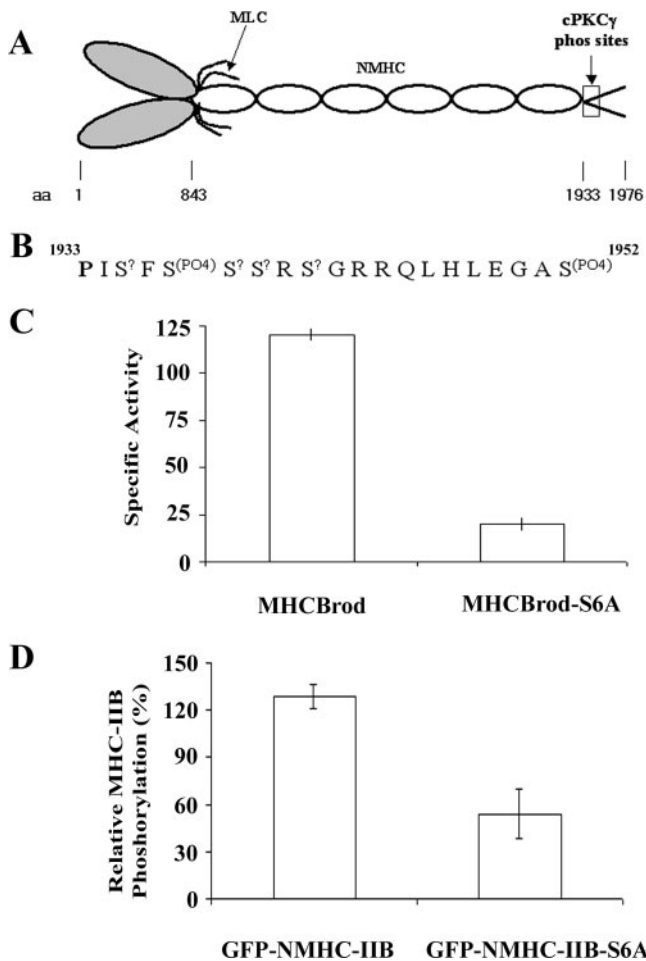 A
MLC
NMHC
cPKCγ
phos sites
aa 1 843 1933 1976
B
1933 1952
P I S? F S(PO4) S? S? R S? G R R Q L H L E G A S(PO4)
C
Specific Activity
125
100
75
50
25
0
MHCBrod MHCBrod-S6A
D
Relative MHC-IIB
Phoshorylation (%)
150
120
90
60
30
0
GFP-NMHC-IIB GFP-NMHC-IIB-S6A